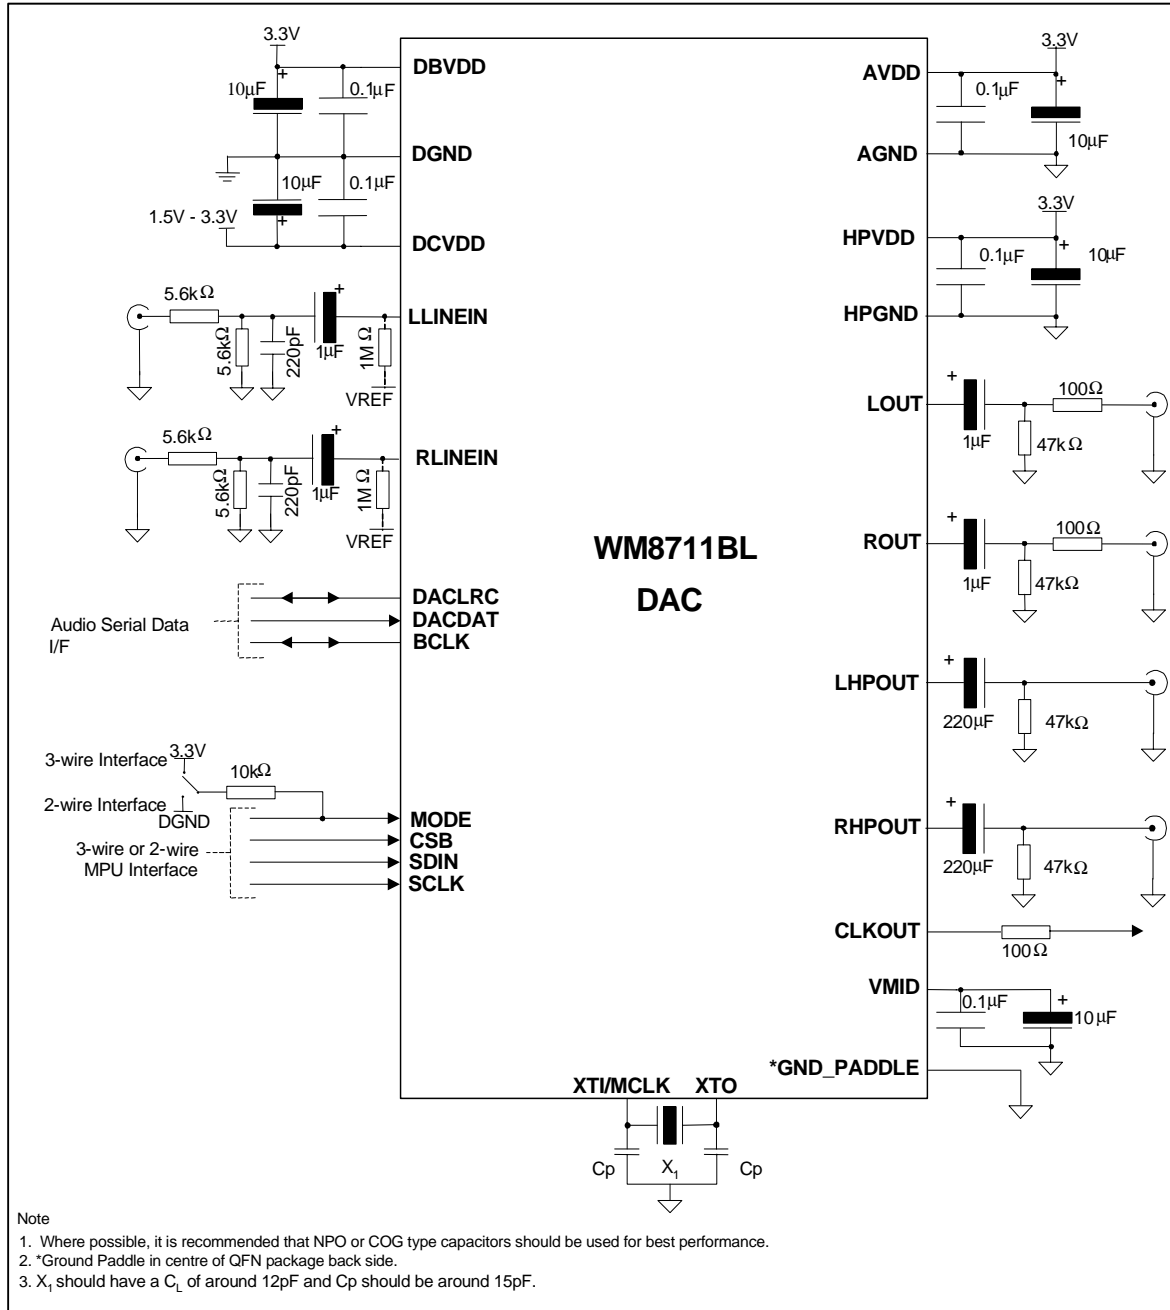 3.3V
DBVDD
10µF
0.1µF
DGND
10µF
0.1µF
1.5V - 3.3V
DCVDD
5.6kΩ
LLINEIN
5.6kΩ
220pF
1µF
1MΩ
VREF
5.6kΩ
RLINEIN
5.6kΩ
220pF
1µF
1MΩ
VREF
DACLRC
DACDAT
BCLK
Audio Serial Data
I/F
3-wire Interface
3.3V
10kΩ
2-wire Interface
DGND
MODE
CSB
SDIN
SCLK
3-wire or 2-wire
MPU Interface
WM8711BL
DAC
3.3V
AVDD
0.1µF
10µF
AGND
3.3V
HPVDD
0.1µF
10µF
HPGND
LOUT
1µF
100Ω
47kΩ
ROUT
1µF
100Ω
47kΩ
LHPOUT
220µF
47kΩ
RHPOUT
220µF
47kΩ
CLKOUT
100Ω
VMID
0.1µF
10µF
*GND_PADDLE
XTI/MCLK
XTO
Cp
X1
Cp
Note
1. Where possible, it is recommended that NPO or COG type capacitors should be used for best performance.
2. *Ground Paddle in centre of QFN package back side.
3. X1 should have a CL of around 12pF and Cp should be around 15pF.